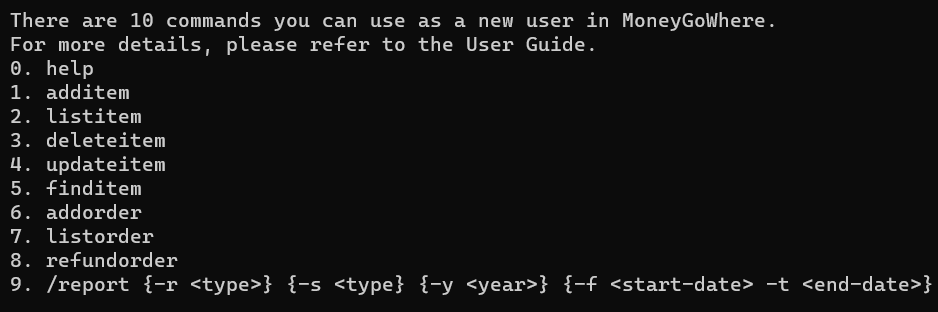 There are 10 commands you can use as a new user in MoneyGoWhere.
For more details, please refer to the User Guide.
0. help
1. additem
2. listitem
3. deleteitem
4. updateitem
5. finditem
6. addorder
7. listorder
8. refundorder
9. /report {-r <type>} {-s <type} {-y <year>} {-f <start-date> -t <end-date>}